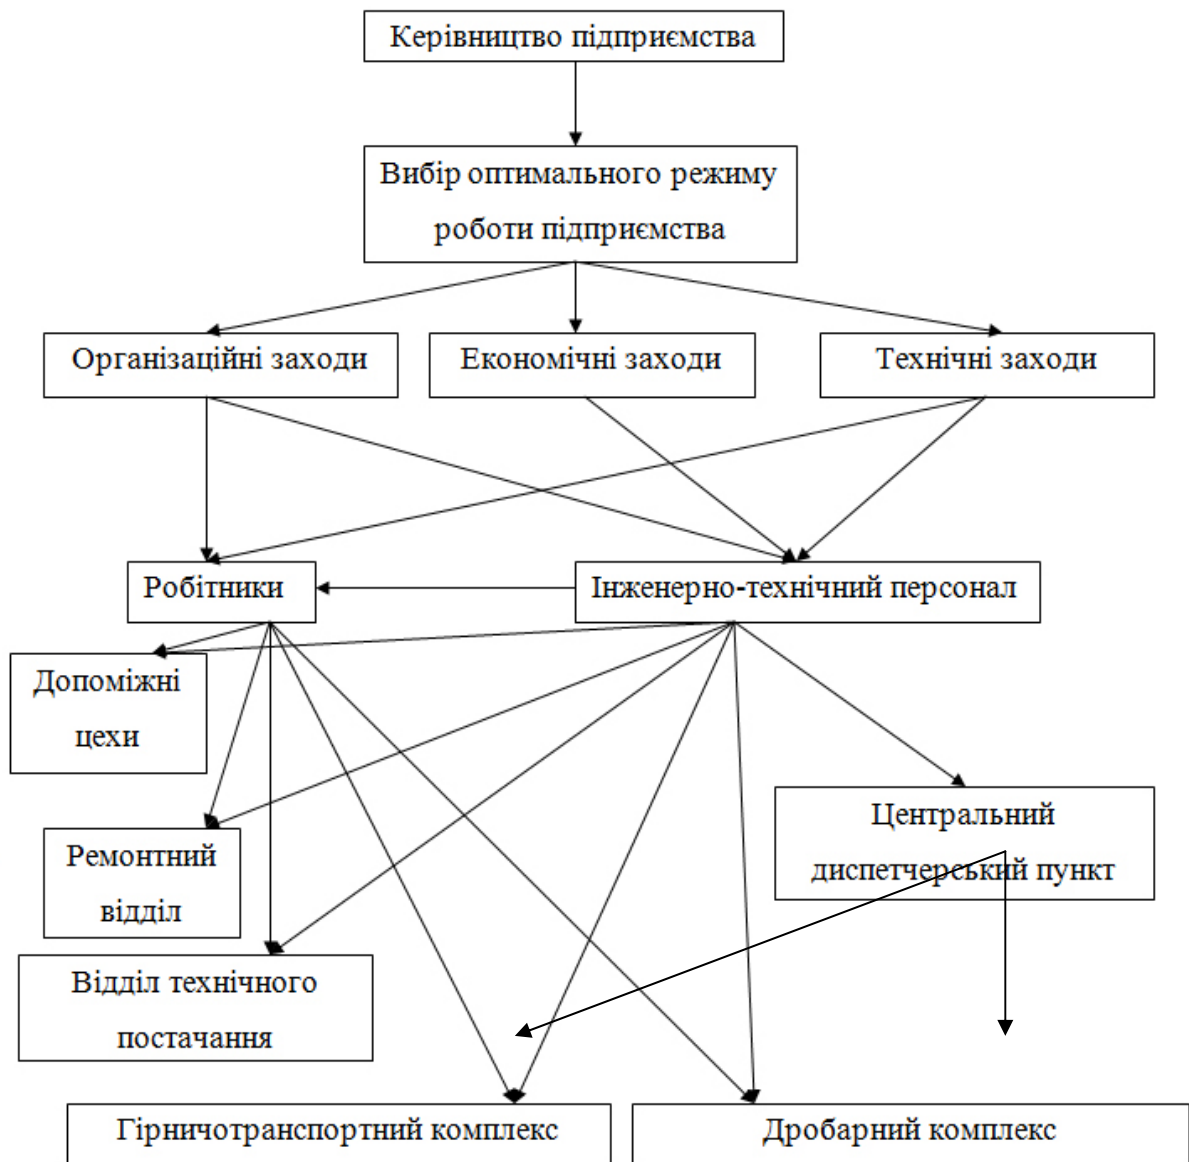 Керівництво підприємства
Вибір оптимального режиму
роботи підприємства
Організаційні заходи
Економічні заходи
Технічні заходи
Робітники
Інженерно-технічний персонал
Допоміжні
цехи
Центральний
диспетчерський пункт
Ремонтний
відділ
Відділ технічного
постачання
Гірничотранспортний комплекс
Дробарний комплекс